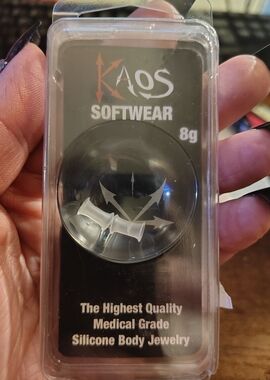 KAOS
SOFTWEAR
8g
The Highest Quality
Medical Grade
Silicone Body Jewelry